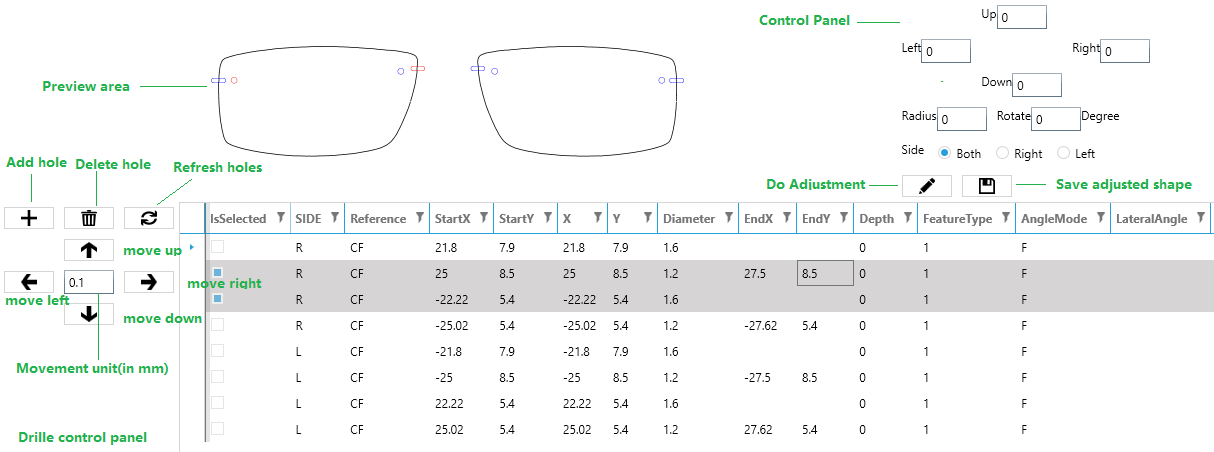 Control Panel
Up 0
Left 0 Right 0
Preview area
Down 0
Radius 0 Rotate 0 Degree
Side Both Right Left
Add hole Delete hole Refresh holes
Do Adjustment Save adjusted shape
IsSelected SIDE Reference StartX StartY X Y Diameter EndX EndY Depth FeatureType AngleMode LateralAngle
R CF 21.8 7.9 21.8 7.9 1.6 0 1 F
move up
R CF 25 8.5 25 8.5 1.2 27.5 8.5 0 1 F
0.1
move right
move left
R CF -22.22 5.4 -22.22 5.4 1.6 0 1 F
move down
R CF -25.02 5.4 -25.02 5.4 1.2 -27.62 5.4 0 1 F
L CF -21.8 7.9 -21.8 7.9 1.6 0 1 F
Movement unit(in mm)
L CF -25 8.5 -25 8.5 1.2 -27.5 8.5 0 1 F
L CF 22.22 5.4 22.22 5.4 1.6 0 1 F
L CF 25.02 5.4 25.02 5.4 1.2 27.62 5.4 0 1 F
Drille control panel